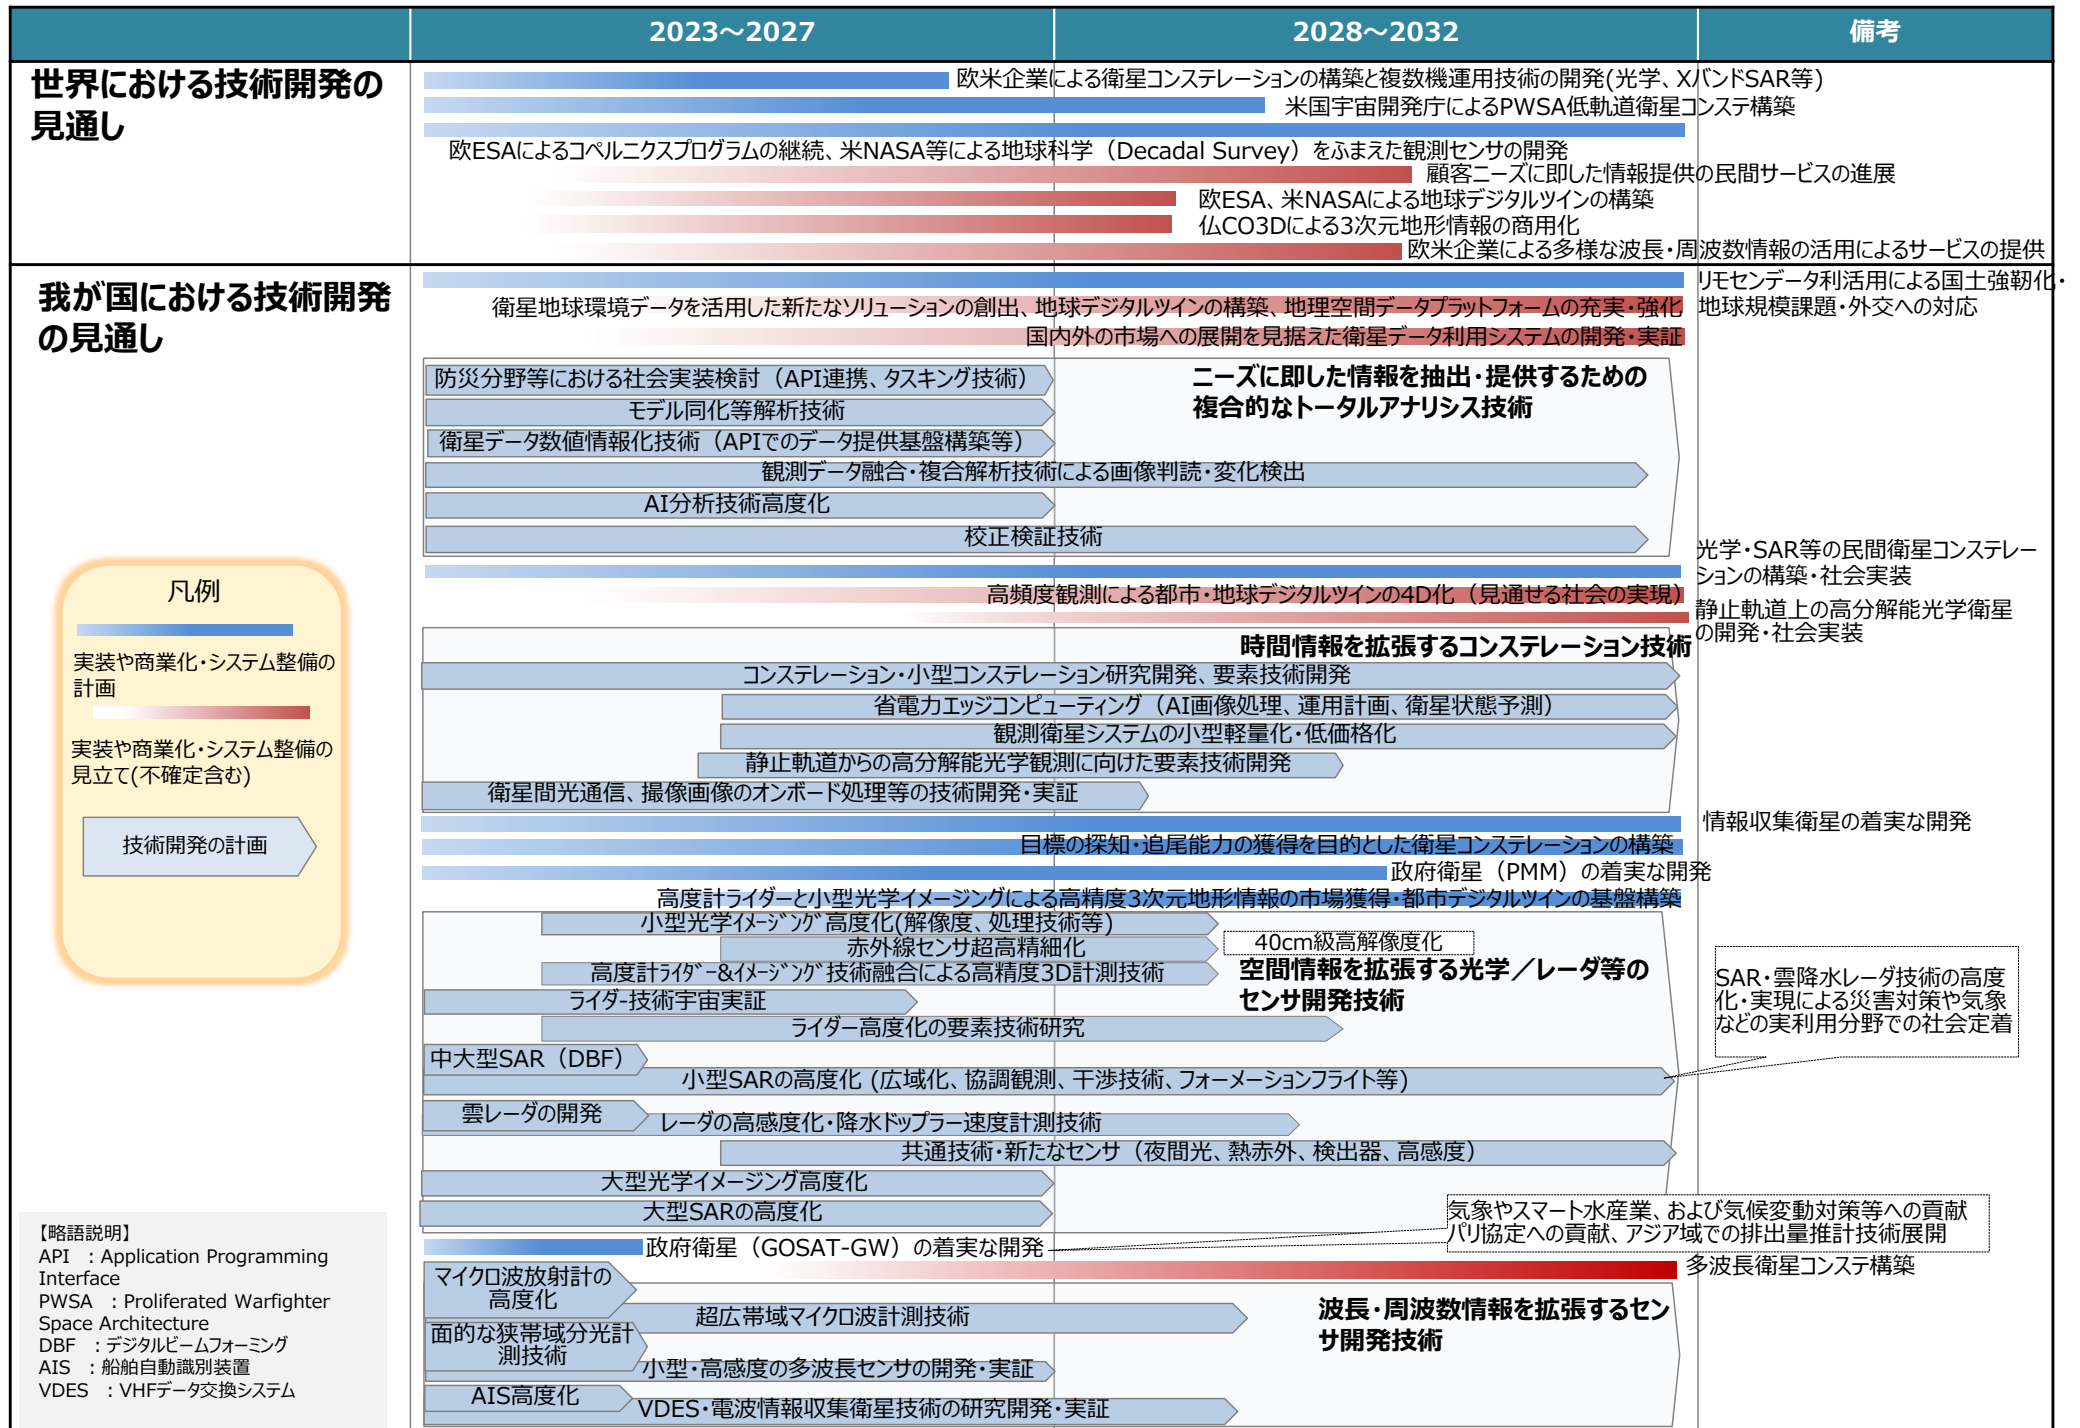 2023～2027
2028～2032
備考
世界における技術開発の
見通し
欧米企業による衛星コンステレーションの構築と複数機運用技術の開発(光学、XバンドSAR等)
米国宇宙開発庁によるPWSA低軌道衛星コンステ構築
欧ESAによるコペルニクスプログラムの継続、米NASA等による地球科学（Decadal Survey）をふまえた観測センサの開発
顧客ニーズに即した情報提供の民間サービスの進展
欧ESA、米NASAによる地球デジタルツインの構築
仏CO3Dによる3次元地形情報の商用化
欧米企業による多様な波長・周波数情報の活用によるサービスの提供
我が国における技術開発
の見通し
リモセンデータ利活用による国土強靭化・
地球規模課題・外交への対応
衛星地球環境データを活用した新たなソリューションの創出、地球デジタルツインの構築、地理空間データプラットフォームの充実・強化
国内外の市場への展開を見据えた衛星データ利用システムの開発・実証
防災分野等における社会実装検討（API連携、タスキング技術）
ニーズに即した情報を抽出・提供するための
複合的なトータルアナリシス技術
モデル同化等解析技術
衛星データ数値情報化技術（APIでのデータ提供基盤構築等）
観測データ融合・複合解析技術による画像判読・変化検出
AI分析技術高度化
校正検証技術
光学・SAR等の民間衛星コンステレー
ションの構築・社会実装
高頻度観測による都市・地球デジタルツインの4D化（見通せる社会の実現）
静止軌道上の高分解能光学衛星
の開発・社会実装
時間情報を拡張するコンステレーション技術
コンステレーション・小型コンステレーション研究開発、要素技術開発
省電力エッジコンピューティング（AI画像処理、運用計画、衛星状態予測）
観測衛星システムの小型軽量化・低価格化
静止軌道からの高分解能光学観測に向けた要素技術開発
衛星間光通信、撮像画像のオンボード処理等の技術開発・実証
情報収集衛星の着実な開発
目標の探知・追尾能力の獲得を目的とした衛星コンステレーションの構築
政府衛星（PMM）の着実な開発
高度計ライダーと小型光学イメージングによる高精度3次元地形情報の市場獲得・都市デジタルツインの基盤構築
小型光学ｲﾒｰｼﾞﾝｸﾞ高度化(解像度、処理技術等)
赤外線センサ超高精細化
40cm級高解像度化
高度計ﾗｲﾀﾞｰ&ｲﾒｰｼﾞﾝｸﾞ技術融合による高精度3D計測技術
空間情報を拡張する光学／レーダ等の
センサ開発技術
ライダｰ技術宇宙実証
ライダー高度化の要素技術研究
SAR・雲降水レーダ技術の高度
化・実現による災害対策や気象
などの実利用分野での社会定着
中大型SAR（DBF）
小型SARの高度化 (広域化、協調観測、干渉技術、フォーメーションフライト等)
雲レーダの開発
レーダの高感度化・降水ドップラー速度計測技術
共通技術・新たなセンサ（夜間光、熱赤外、検出器、高感度）
大型光学イメージング高度化
大型SARの高度化
気象やスマート水産業、および気候変動対策等への貢献
パリ協定への貢献、アジア域での排出量推計技術展開
政府衛星（GOSAT-GW）の着実な開発
多波長衛星コンステ構築
マイクロ波放射計の
高度化
超広帯域マイクロ波計測技術
波長・周波数情報を拡張するセン
サ開発技術
面的な狭帯域分光計
測技術
小型・高感度の多波長センサの開発・実証
AIS高度化
VDES・電波情報収集衛星技術の研究開発・実証
凡例
実装や商業化・システム整備の
計画
実装や商業化・システム整備の
見立て(不確定含む)
技術開発の計画
【略語説明】
API ：Application Programming
Interface
PWSA ：Proliferated Warfighter
Space Architecture
DBF ：デジタルビームフォーミング
AIS ：船舶自動識別装置
VDES ：VHFデータ交換システム